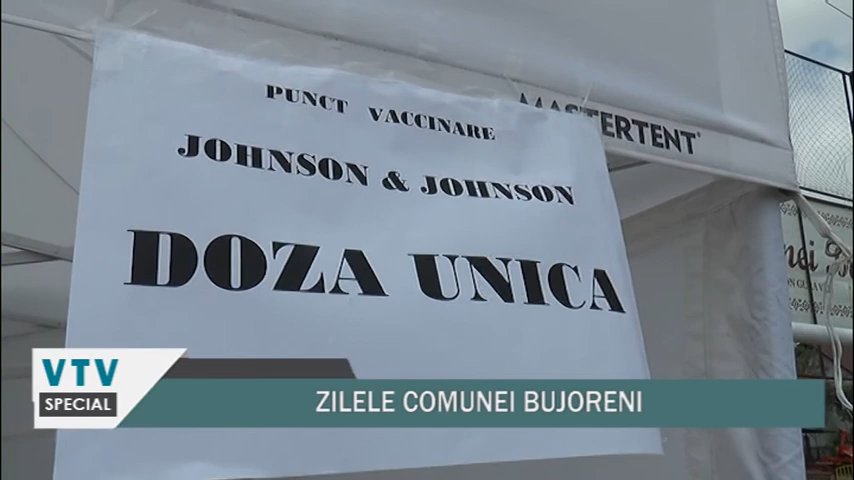 PUNCT VACCINARE
JOHNSON & JOHNSON
DOZA UNICA
MASTERTENT®
VTV
SPECIAL
ZILELE COMUNEI BUJORENI